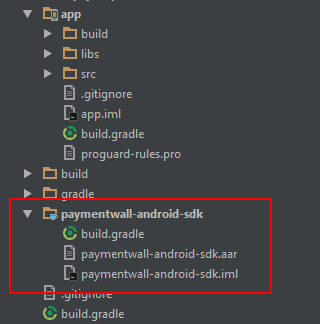 app
build
libs
src
.gitignore
app.iml
build.gradle
proguard-rules.pro
build
gradle
paymentwall-android-sdk
build.gradle
paymentwall-android-sdk.aar
paymentwall-android-sdk.iml
.gitignore
build.gradle